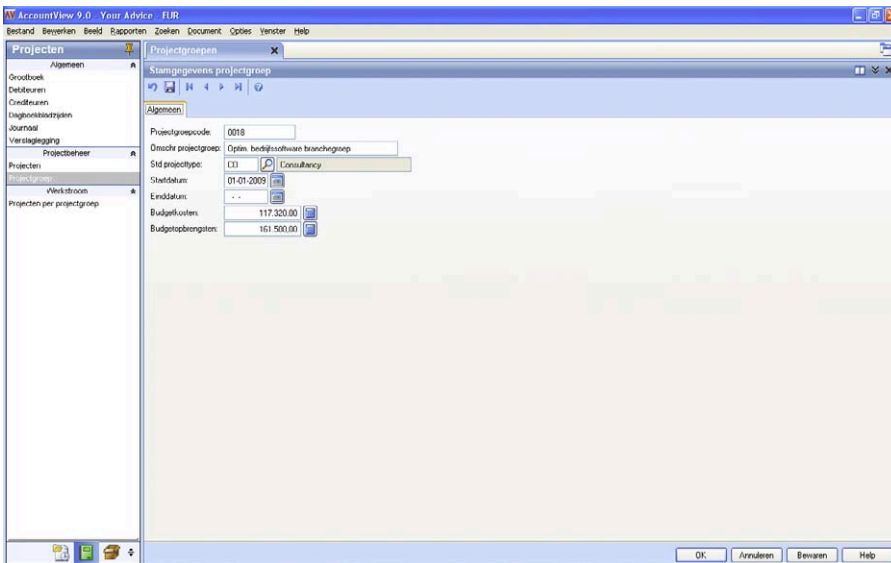 AccountView 9.0 - Your Advice - EUR
Bestand Bewerken Beeld Rapporten Zoeken Document Opties Venster Help
Projecten
Algemeen
Grootboek
Debiteuren
Crediteuren
Dagboekbladzijden
Journaal
Verslaglegging
Projectbeheer
Projecten
Projectgroep
Werkstroom
Projecten per projectgroep
Projectgroepen
Stamgegevens projectgroep
Algemeen
Projectgroepcode: 0018
Omschr projectgroep: Optim. bedrijfssoftware branchegroep
Std projecttype: CO Consultancy
Startdatum: 01-01-2009
Einddatum: - -
Budgetkosten: 117.320,00
Budgetopbrengsten: 161.500,00
OK Annuleren Bewaren Help